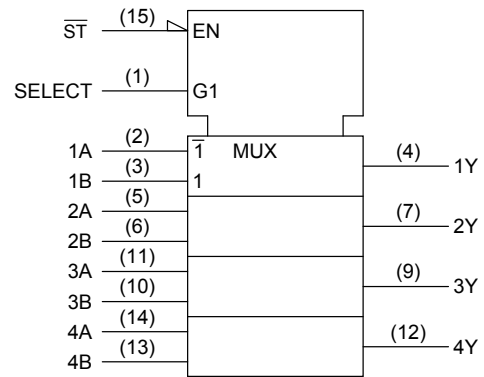 S̅T̅ (15) EN
SELECT (1) G1
1A (2) 1̅ MUX (4) 1Y
1B (3) 1
2A (5) (7) 2Y
2B (6)
3A (11) (9) 3Y
3B (10)
4A (14) (12) 4Y
4B (13)